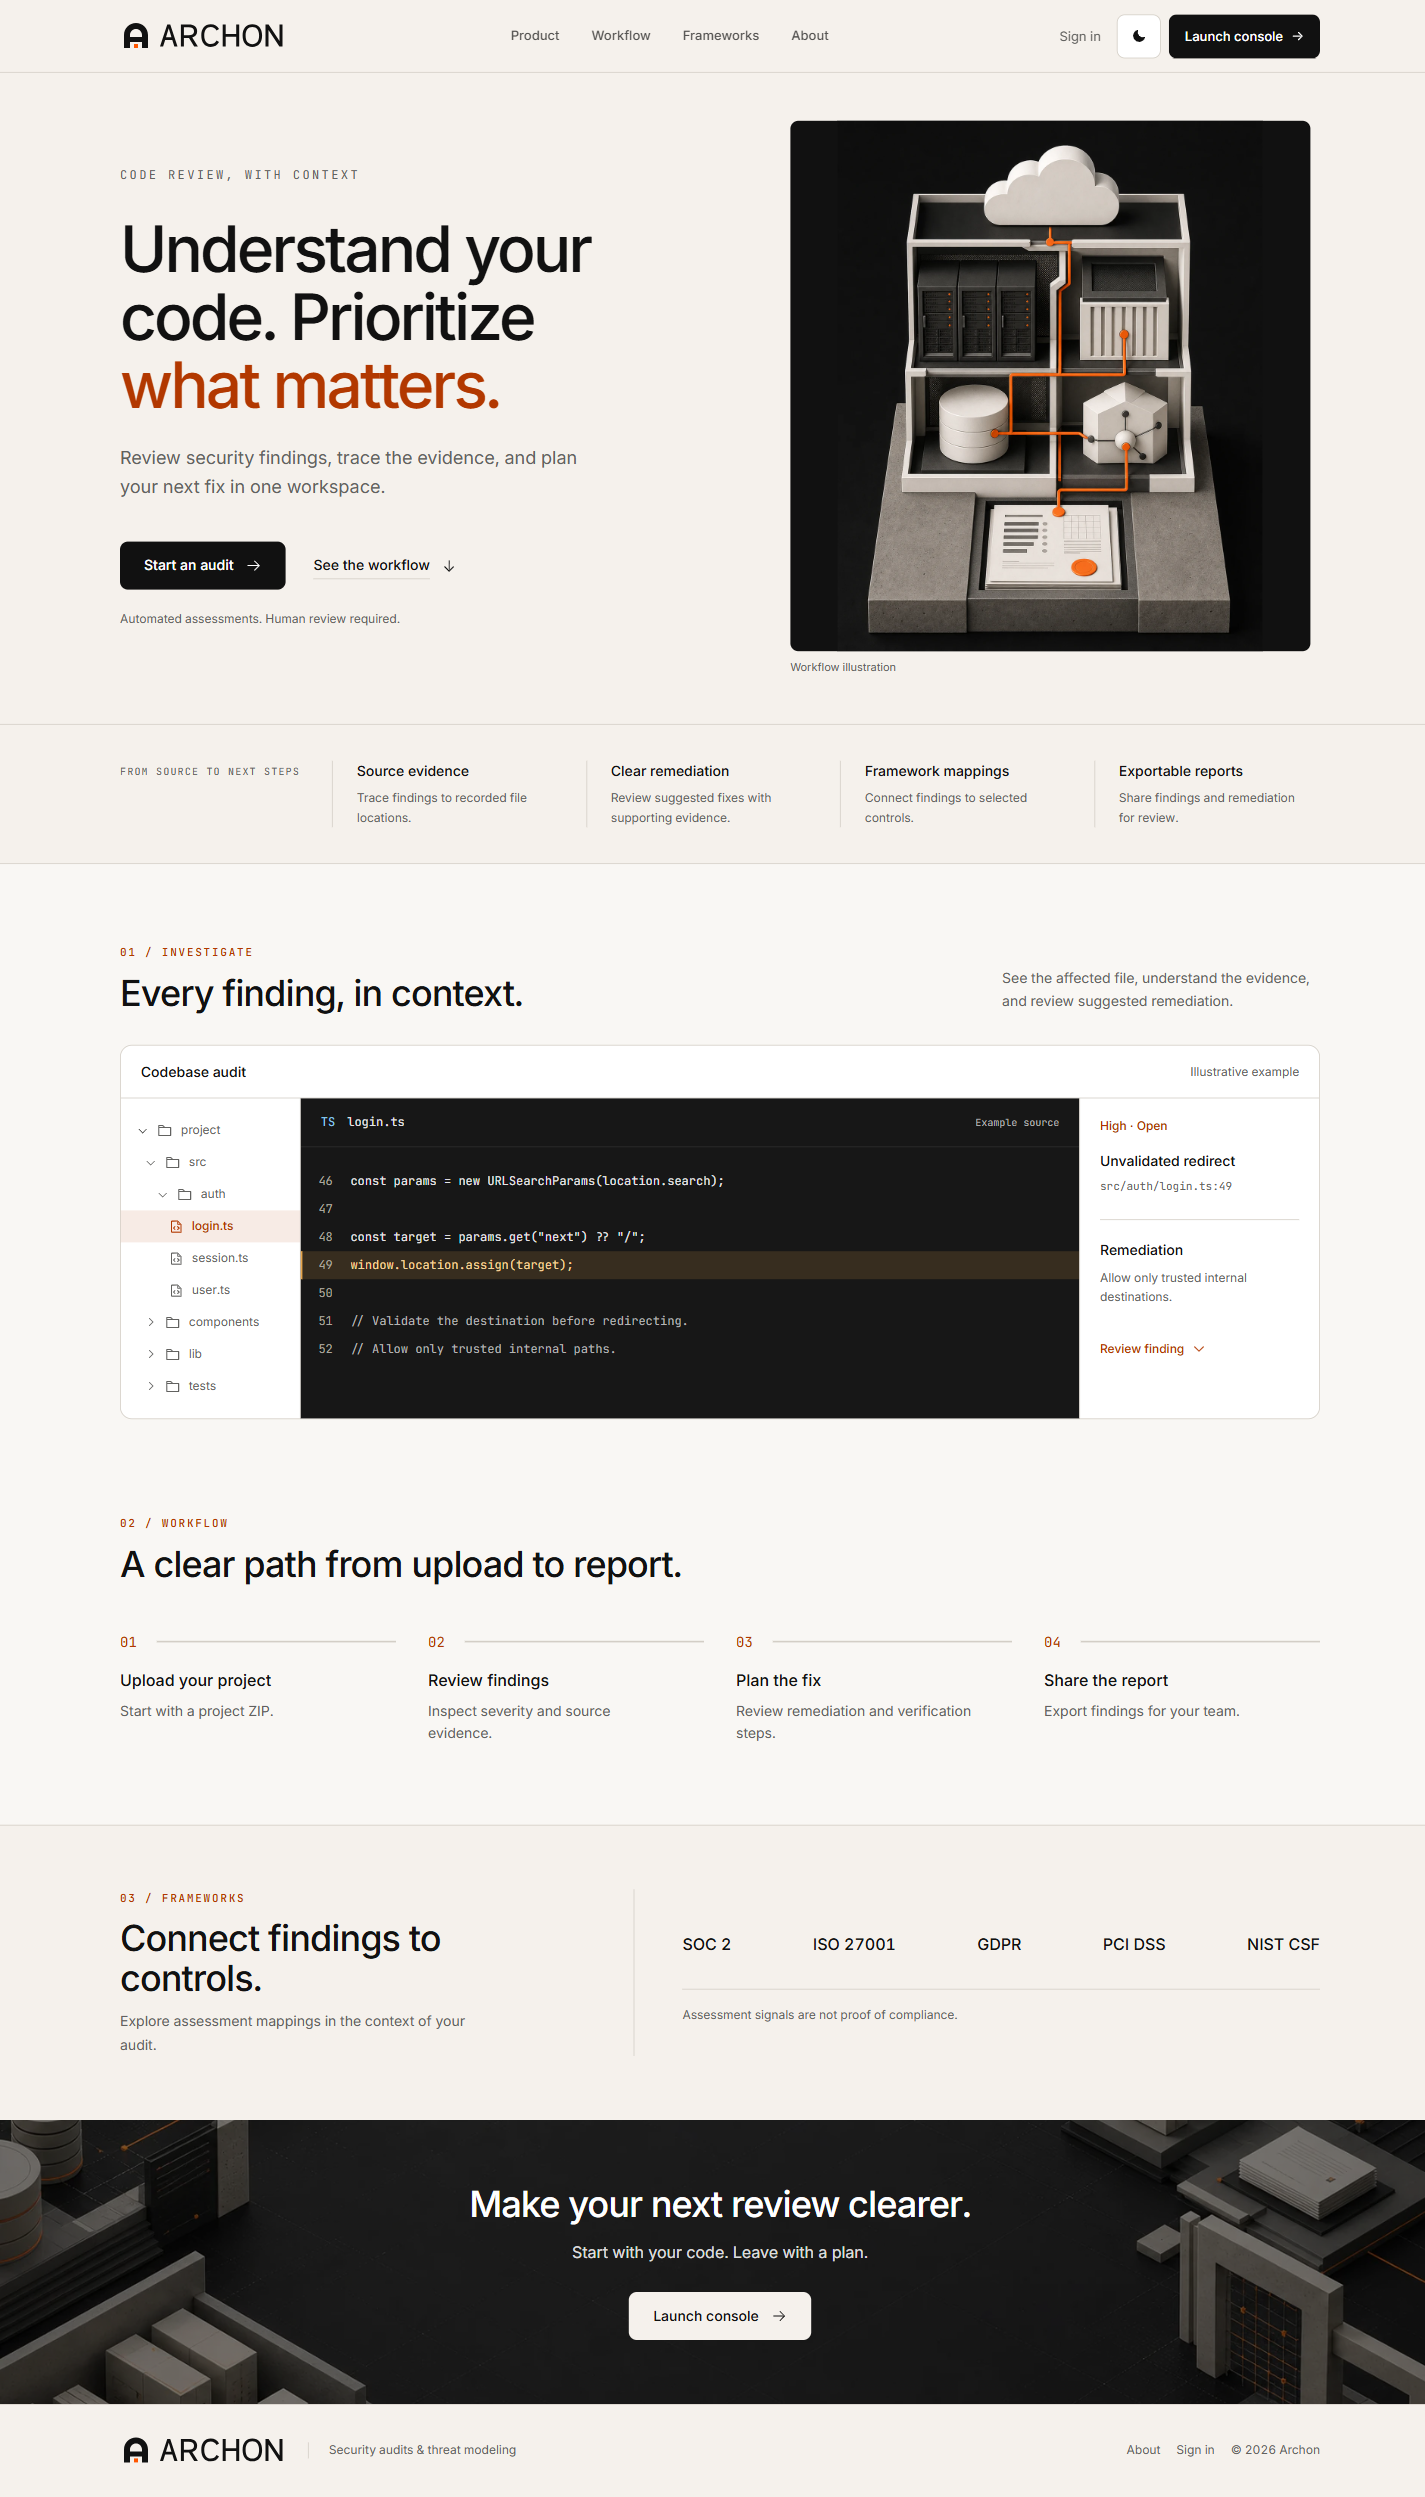 ARCHON
Product
Workflow
Frameworks
About
Sign in
Launch console →
CODE REVIEW, WITH CONTEXT
Understand your
code. Prioritize
what matters.
Review security findings, trace the evidence, and plan
your next fix in one workspace.
Start an audit →
See the workflow ↓
Automated assessments. Human review required.
Workflow illustration
FROM SOURCE TO NEXT STEPS
Source evidence
Trace findings to recorded file
locations.
Clear remediation
Review suggested fixes with
supporting evidence.
Framework mappings
Connect findings to selected
controls.
Exportable reports
Share findings and remediation
for review.
01 / INVESTIGATE
Every finding, in context.
See the affected file, understand the evidence,
and review suggested remediation.
Codebase audit
Illustrative example
project
src
auth
login.ts
session.ts
user.ts
components
lib
tests
TS login.ts
Example source
46 const params = new URLSearchParams(location.search);
47
48 const target = params.get("next") ?? "/";
49 window.location.assign(target);
50
51 // Validate the destination before redirecting.
52 // Allow only trusted internal paths.
High · Open
Unvalidated redirect
src/auth/login.ts:49
Remediation
Allow only trusted internal
destinations.
Review finding
02 / WORKFLOW
A clear path from upload to report.
01
Upload your project
Start with a project ZIP.
02
Review findings
Inspect severity and source
evidence.
03
Plan the fix
Review remediation and verification
steps.
04
Share the report
Export findings for your team.
03 / FRAMEWORKS
Connect findings to
controls.
Explore assessment mappings in the context of your
audit.
SOC 2
ISO 27001
GDPR
PCI DSS
NIST CSF
Assessment signals are not proof of compliance.
Make your next review clearer.
Start with your code. Leave with a plan.
Launch console →
ARCHON
Security audits & threat modeling
About
Sign in
© 2026 Archon